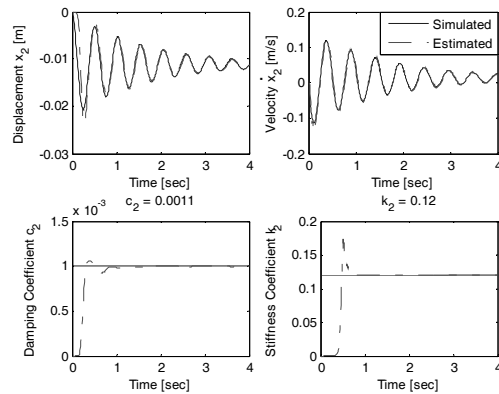 0
-0.01
-0.02
-0.03
0 1 2 3 4
Displacement x2 [m]
Time [sec]
0.2
0.1
0
-0.1
-0.2
0 1 2 3 4
Velocity ẋ2 [m/s]
Time [sec]
Simulated
Estimated
c2 = 0.0011
x 10-3
1.5
1
0.5
0
0 1 2 3 4
Damping Coefficient c2
Time [sec]
k2 = 0.12
0.2
0.15
0.1
0.05
0
0 1 2 3 4
Stiffness Coefficient k2
Time [sec]